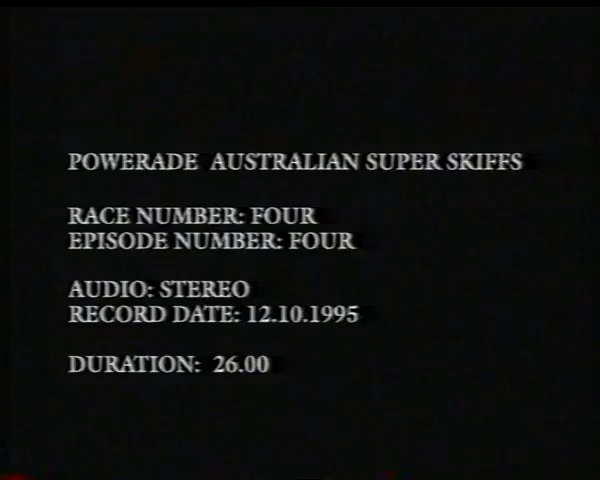 POWERADE AUSTRALIAN SUPER SKIFFS
RACE NUMBER: FOUR
EPISODE NUMBER: FOUR
AUDIO: STEREO
RECORD DATE: 12.10.1995
DURATION: 26.00